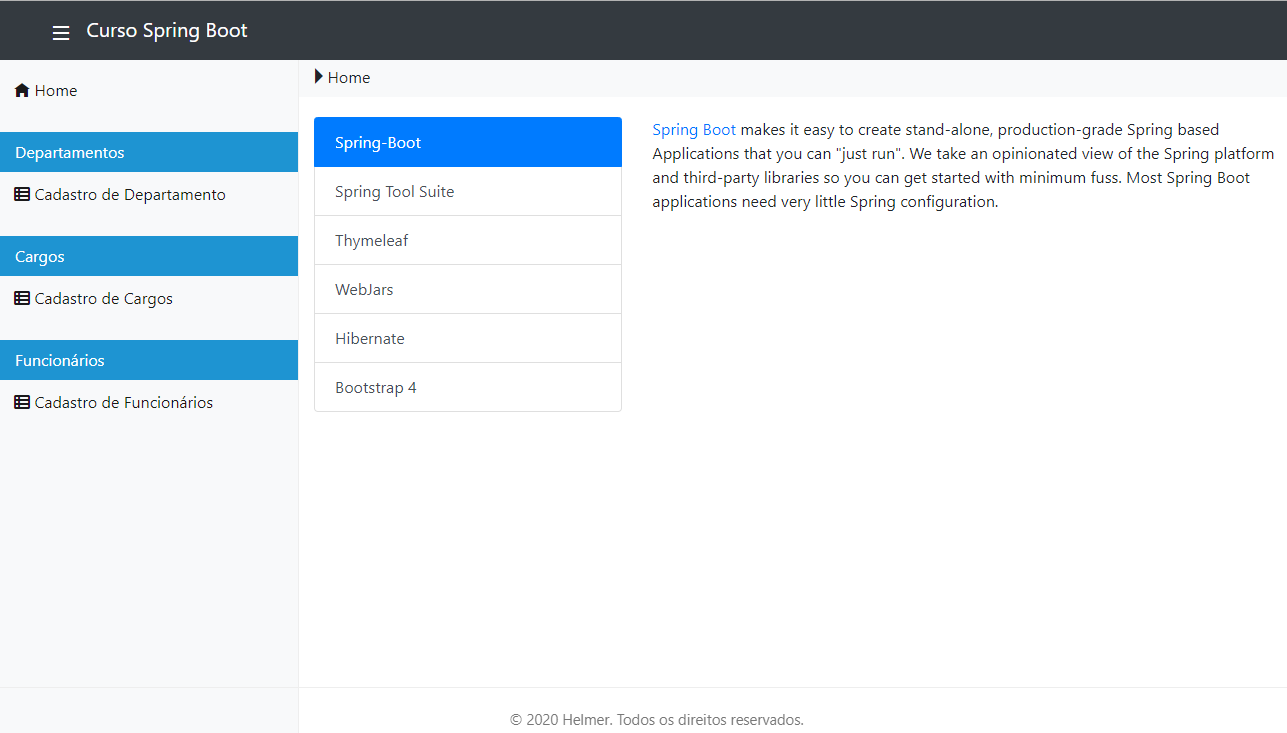 Curso Spring Boot
Home
Departamentos
Cadastro de Departamento
Cargos
Cadastro de Cargos
Funcionários
Cadastro de Funcionários
Home
Spring-Boot
Spring Tool Suite
Thymeleaf
WebJars
Hibernate
Bootstrap 4
Spring Boot makes it easy to create stand-alone, production-grade Spring based
Applications that you can "just run". We take an opinionated view of the Spring platform
and third-party libraries so you can get started with minimum fuss. Most Spring Boot
applications need very little Spring configuration.
© 2020 Helmer. Todos os direitos reservados.